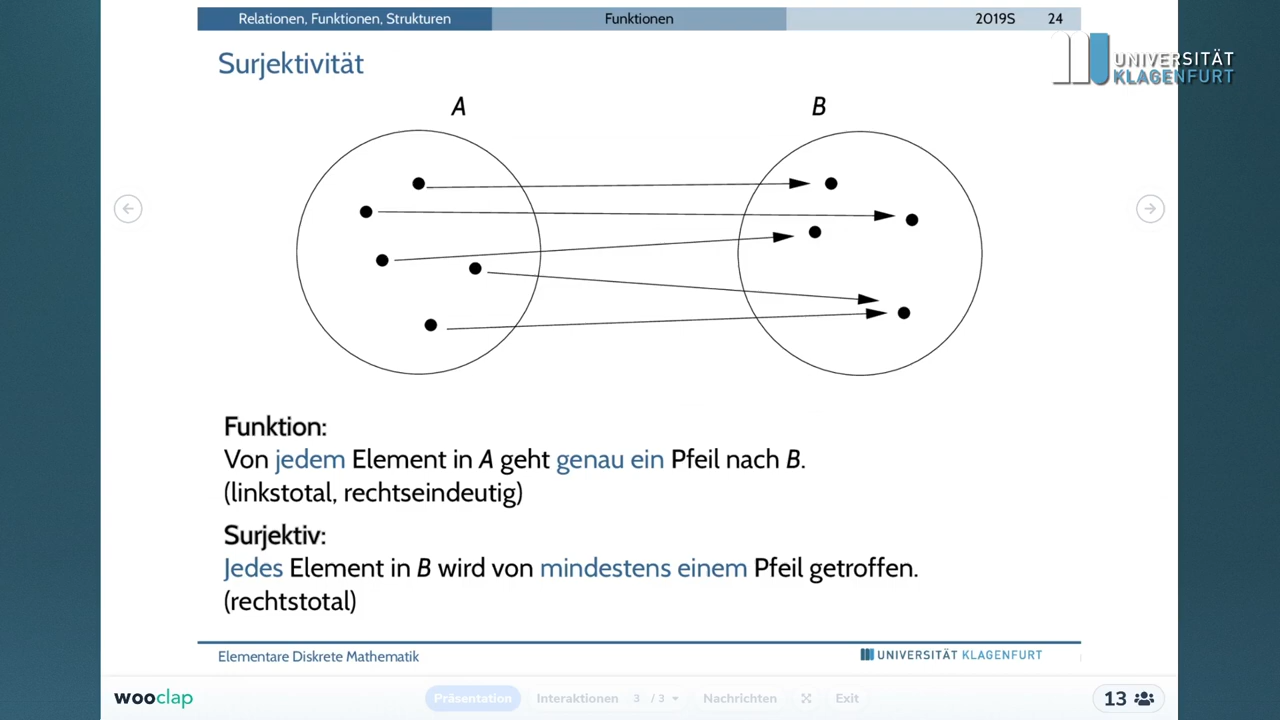 Relationen, Funktionen, Strukturen Funktionen 2019S 24
Surjektivität
UNIVERSITÄT
KLAGENFURT
A B
Funktion:
Von jedem Element in A geht genau ein Pfeil nach B.
(linkstotal, rechtseindeutig)
Surjektiv:
Jedes Element in B wird von mindestens einem Pfeil getroffen.
(rechtstotal)
Elementare Diskrete Mathematik UNIVERSITÄT KLAGENFURT
wooclap Präsentation Interaktionen 3 / 3 Nachrichten Exit 13